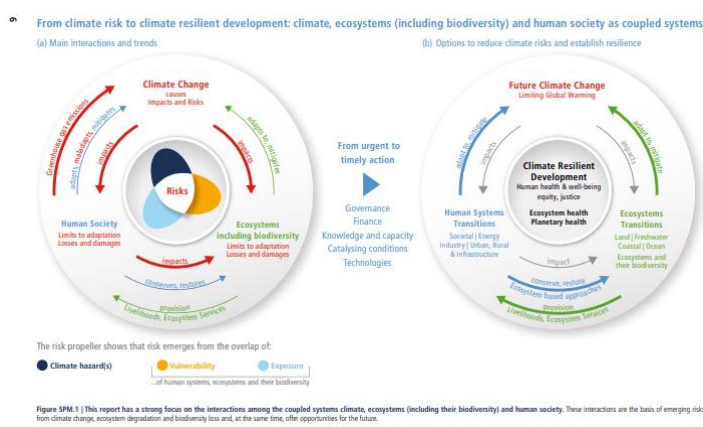 9
From climate risk to climate resilient development: climate, ecosystems (including biodiversity) and human society as coupled systems
(a) Main interactions and trends
Climate Change
causes
Impacts and Risks
Greenhouse gas emissions
adapts, maladapts, mitigates
impacts
impacts
adapts to, mitigates
Risks
Human Society
Limits to adaptation
Losses and damages
Ecosystems
including biodiversity
Limits to adaptation
Losses and damages
impacts
conserves, restores
provision
Livelihoods, Ecosystem Services
From urgent to
timely action
Governance
Finance
Knowledge and capacity
Catalysing conditions
Technologies
(b) Options to reduce climate risks and establish resilience
Future Climate Change
Limiting Global Warming
adapt to, mitigate
impacts
impacts
adapt to, mitigate
Climate Resilient
Development
Human health & well-being
equity, justice
Ecosystem health
Planetary health
Human Systems
Transitions
Societal | Energy
Industry | Urban, Rural
& Infrastructure
Ecosystems
Transitions
Land | Freshwater
Coastal | Ocean
Ecosystems and
their biodiversity
impact
conserve, restore
Ecosystem based approaches
provision
Livelihoods, Ecosystem Services
The risk propeller shows that risk emerges from the overlap of:
Climate hazard(s) Vulnerability Exposure
...of human systems, ecosystems and their biodiversity
Figure SPM.1 | This report has a strong focus on the interactions among the coupled systems climate, ecosystems (including their biodiversity) and human society. These interactions are the basis of emerging risks
from climate change, ecosystem degradation and biodiversity loss and, at the same time, offer opportunities for the future.